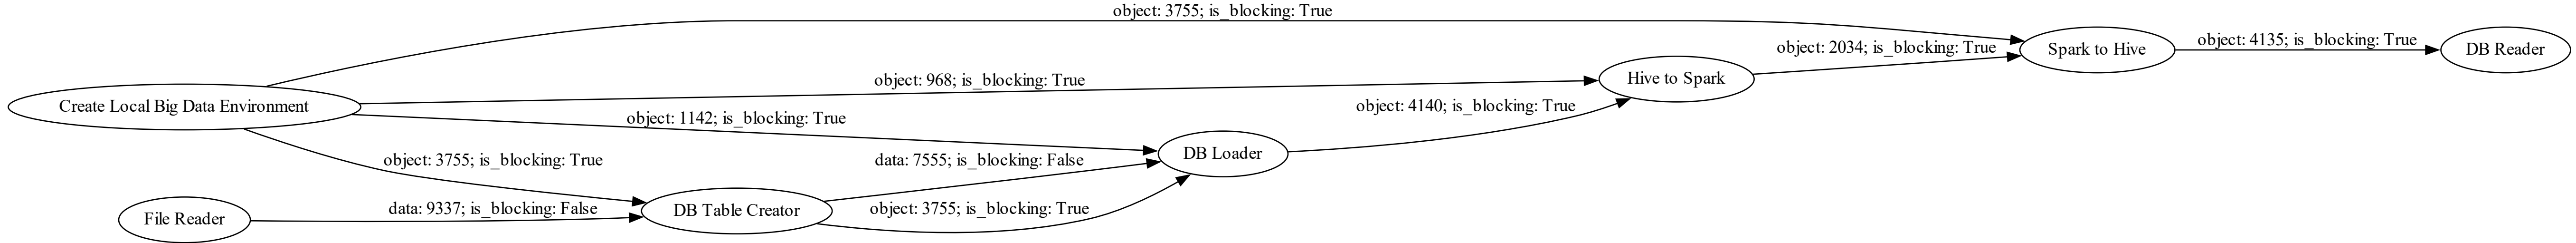 object: 3755; is_blocking: True
object: 2034; is_blocking: True
Spark to Hive
object: 4135; is_blocking: True
DB Reader
object: 968; is_blocking: True
Hive to Spark
Create Local Big Data Environment
object: 1142; is_blocking: True
object: 4140; is_blocking: True
object: 3755; is_blocking: True
data: 7555; is_blocking: False
DB Loader
File Reader
data: 9337; is_blocking: False
DB Table Creator
object: 3755; is_blocking: True